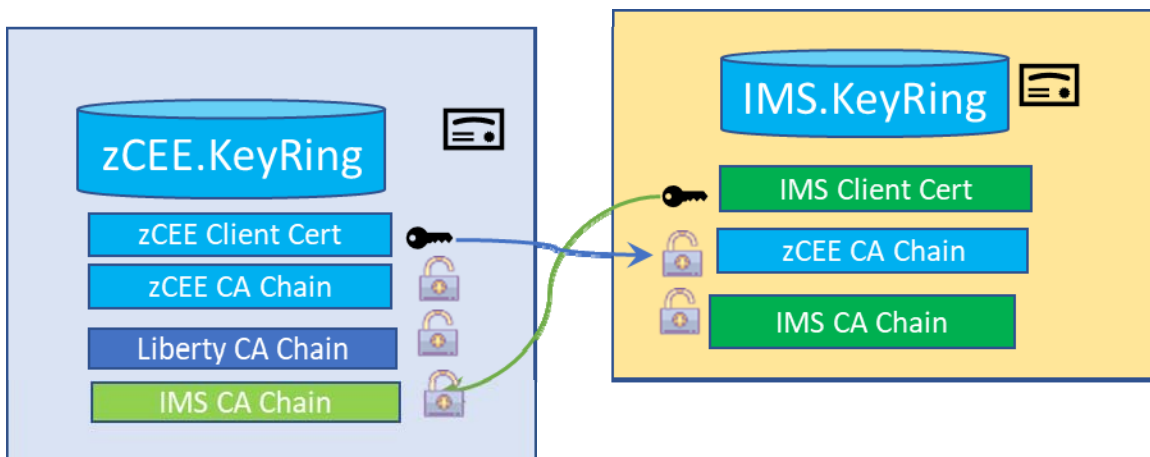 zCEE.KeyRing
zCEE Client Cert
zCEE CA Chain
Liberty CA Chain
IMS CA Chain
IMS.KeyRing
IMS Client Cert
zCEE CA Chain
IMS CA Chain